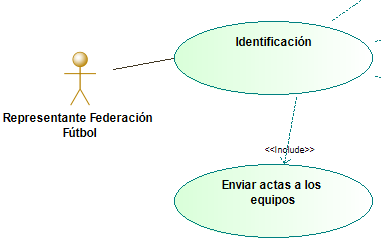 Identificación
Representante Federación
Fútbol
<<Include>>
Enviar actas a los
equipos